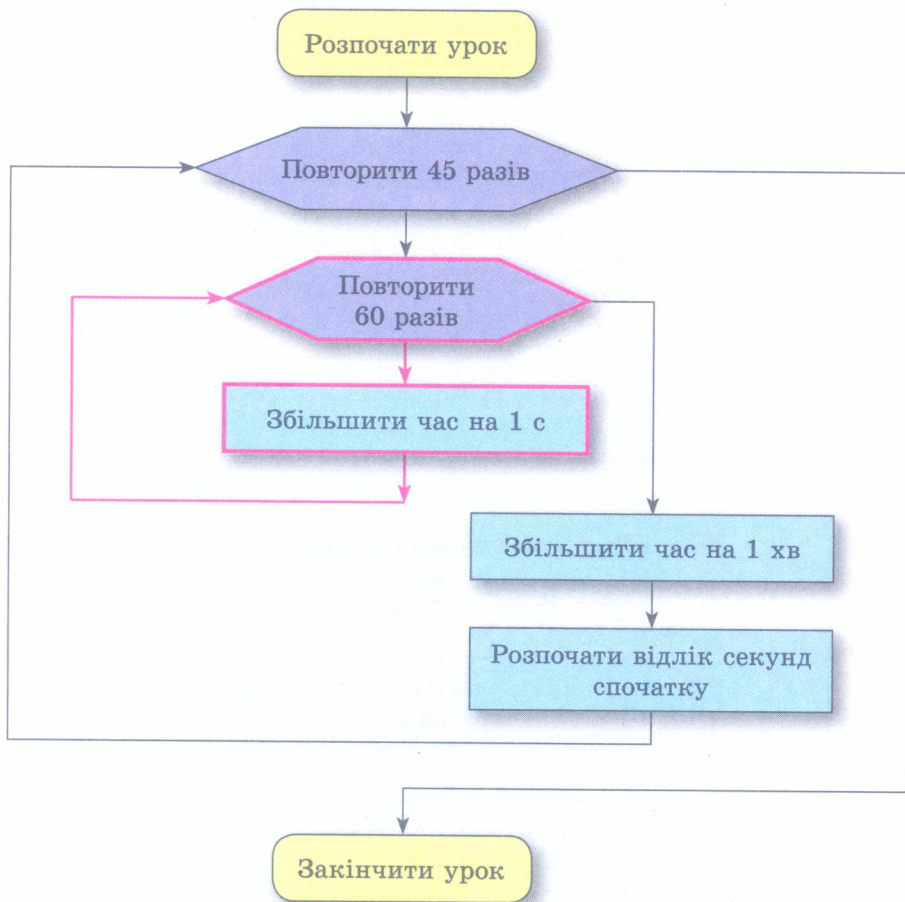 Розпочати урок
Повторити 45 разів
Повторити
60 разів
Збільшити час на 1 с
Збільшити час на 1 хв
Розпочати відлік секунд
спочатку
Закінчити урок